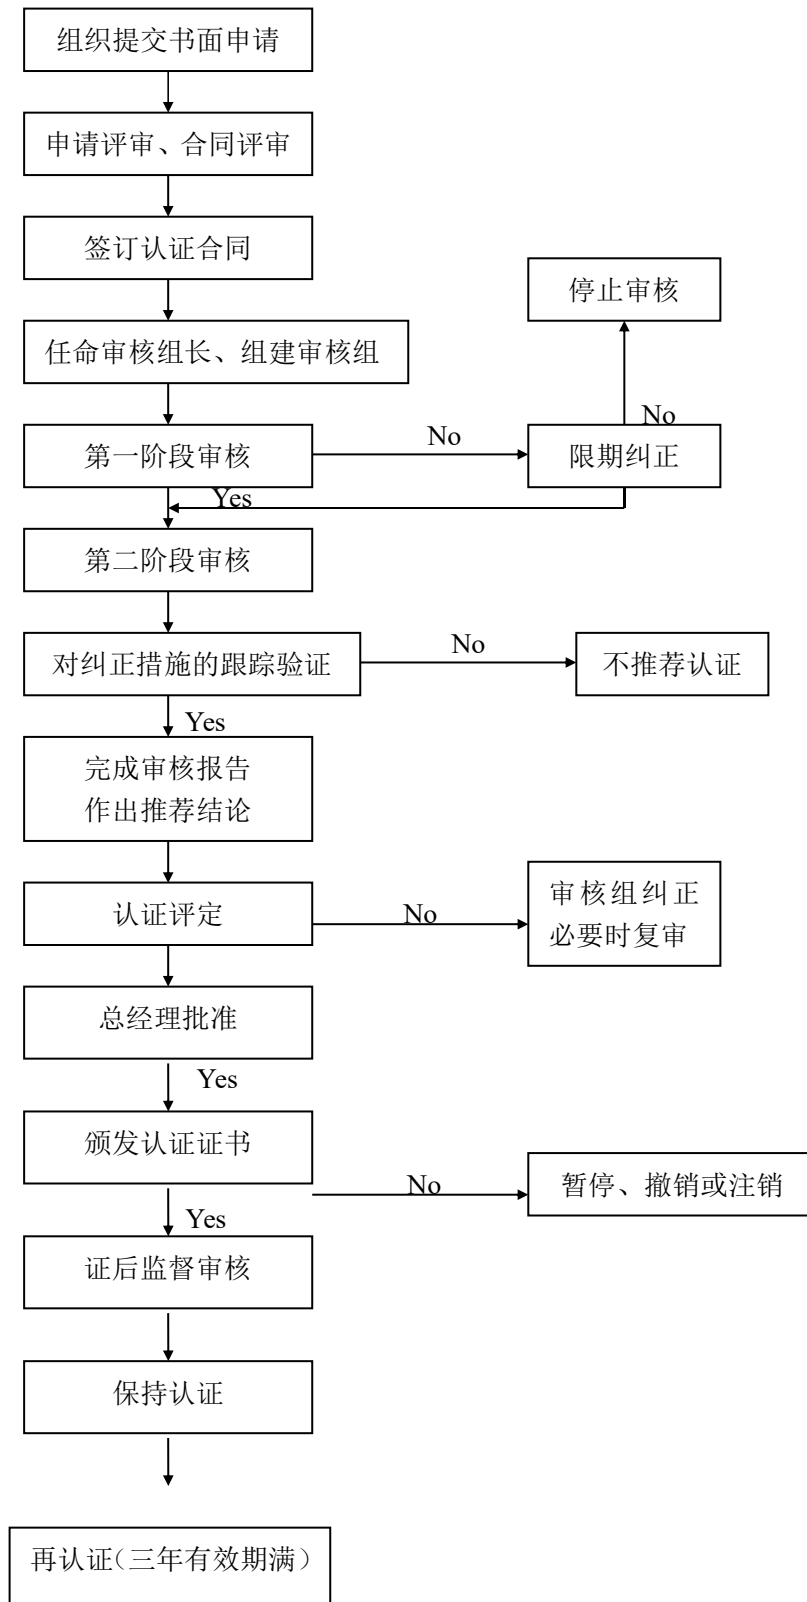 组织提交书面申请
申请评审、合同评审
签订认证合同
停止审核
任命审核组长、组建审核组
No
第一阶段审核
No
限期纠正
Yes
第二阶段审核
对纠正措施的跟踪验证
No
不推荐认证
Yes
完成审核报告
作出推荐结论
认证评定
No
审核组纠正
必要时复审
总经理批准
Yes
颁发认证证书
No
暂停、撤销或注销
Yes
证后监督审核
保持认证
再认证（三年有效期满）